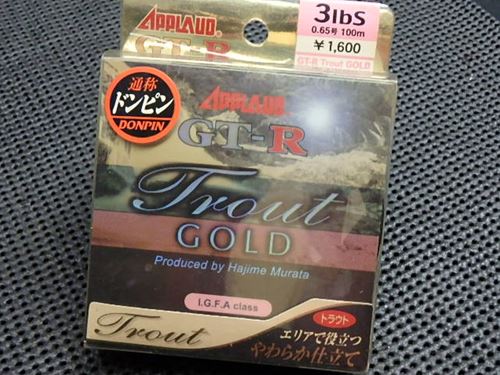 APPLAUD
GT-R
3lbS
0.65号 100m
¥1,600
GT-R Trout GOLD
通称
ドンピン
DONPIN
APPLAUD
GT-R
Trout
GOLD
Produced by Hajime Murata
I.G.F.A class
Trout
トラウト
エリアで役立つ
やわらか仕立て